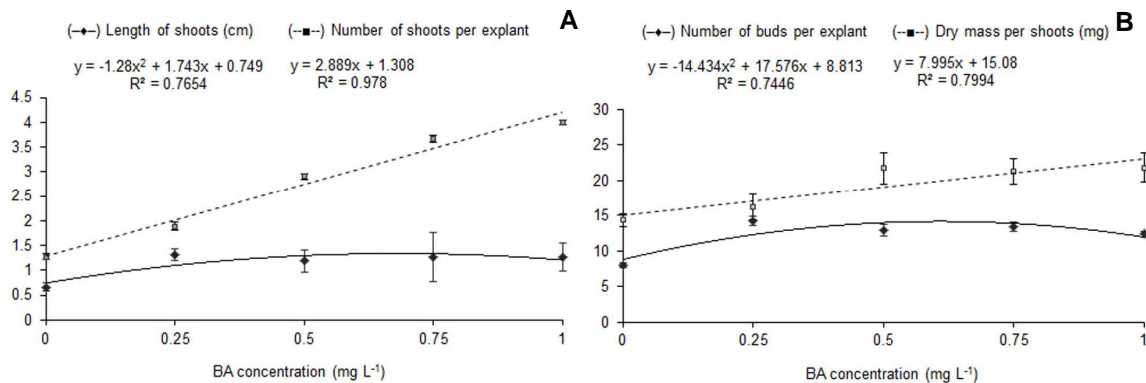 A
(–♦–) Length of shoots (cm) (--■--) Number of shoots per explant
y = -1.28x² + 1.743x + 0.749 y = 2.889x + 1.308
R² = 0.7654 R² = 0.978
4.5
4
3.5
3
2.5
2
1.5
1
0.5
0
0 0.25 0.5 0.75 1
BA concentration (mg L⁻¹)
B
(–♦–) Number of buds per explant (--■--) Dry mass per shoots (mg)
y = -14.434x² + 17.576x + 8.813 y = 7.995x + 15.08
R² = 0.7446 R² = 0.7994
30
25
20
15
10
5
0
0 0.25 0.5 0.75 1
BA concentration (mg L⁻¹)